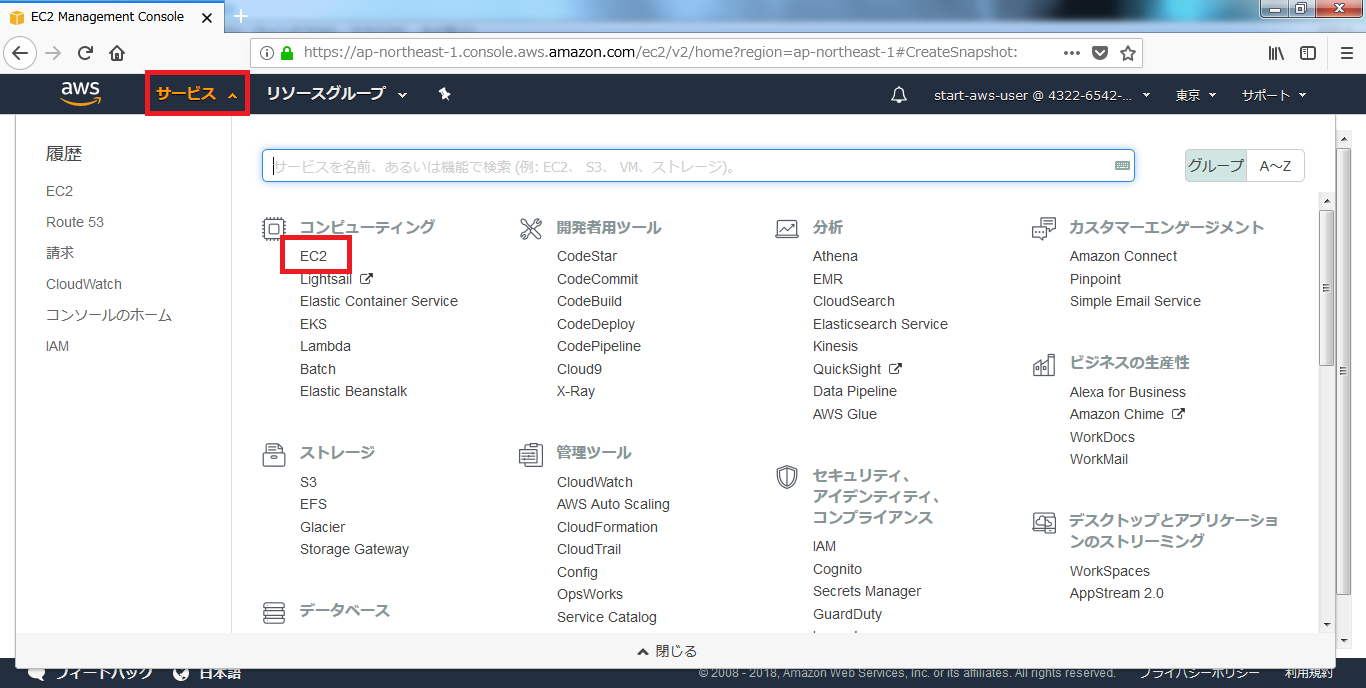 EC2 Management Console
https://ap-northeast-1.console.aws.amazon.com/ec2/v2/home?region=ap-northeast-1#CreateSnapshot:
aws
サービス
リソースグループ
start-aws-user @ 4322-6542-...
東京
サポート
履歴
EC2
Route 53
請求
CloudWatch
コンソールのホーム
IAM
サービスを名前、あるいは機能で検索 (例: EC2、 S3、 VM、ストレージ)。
グループ
A～Z
コンピューティング
EC2
Lightsail
Elastic Container Service
EKS
Lambda
Batch
Elastic Beanstalk
ストレージ
S3
EFS
Glacier
Storage Gateway
データベース
開発者用ツール
CodeStar
CodeCommit
CodeBuild
CodeDeploy
CodePipeline
Cloud9
X-Ray
管理ツール
CloudWatch
AWS Auto Scaling
CloudFormation
CloudTrail
Config
OpsWorks
Service Catalog
分析
Athena
EMR
CloudSearch
Elasticsearch Service
Kinesis
QuickSight
Data Pipeline
AWS Glue
セキュリティ、
アイデンティティ、
コンプライアンス
IAM
Cognito
Secrets Manager
GuardDuty
カスタマーエンゲージメント
Amazon Connect
Pinpoint
Simple Email Service
ビジネスの生産性
Alexa for Business
Amazon Chime
WorkDocs
WorkMail
デスクトップとアプリケーショ
ンのストリーミング
WorkSpaces
AppStream 2.0
閉じる
フィードバック
日本語
© 2008 - 2018, Amazon Web Services, Inc. or its affiliates. All rights reserved.
プライバシーポリシー
利用規約